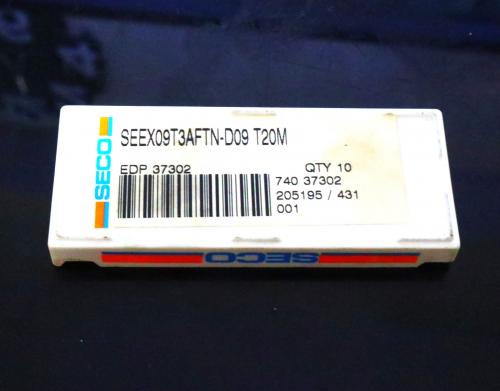 SECO
SEEX09T3AFTN-D09 T20M
EDP 37302 QTY 10
740 37302
205195 / 431
001
SECO